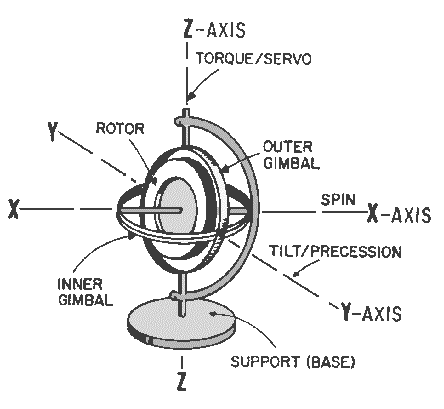 Z-AXIS
TORQUE/SERVO
Y
ROTOR
OUTER
GIMBAL
X
SPIN
X-AXIS
TILT/PRECESSION
INNER
GIMBAL
Y-AXIS
SUPPORT (BASE)
Z